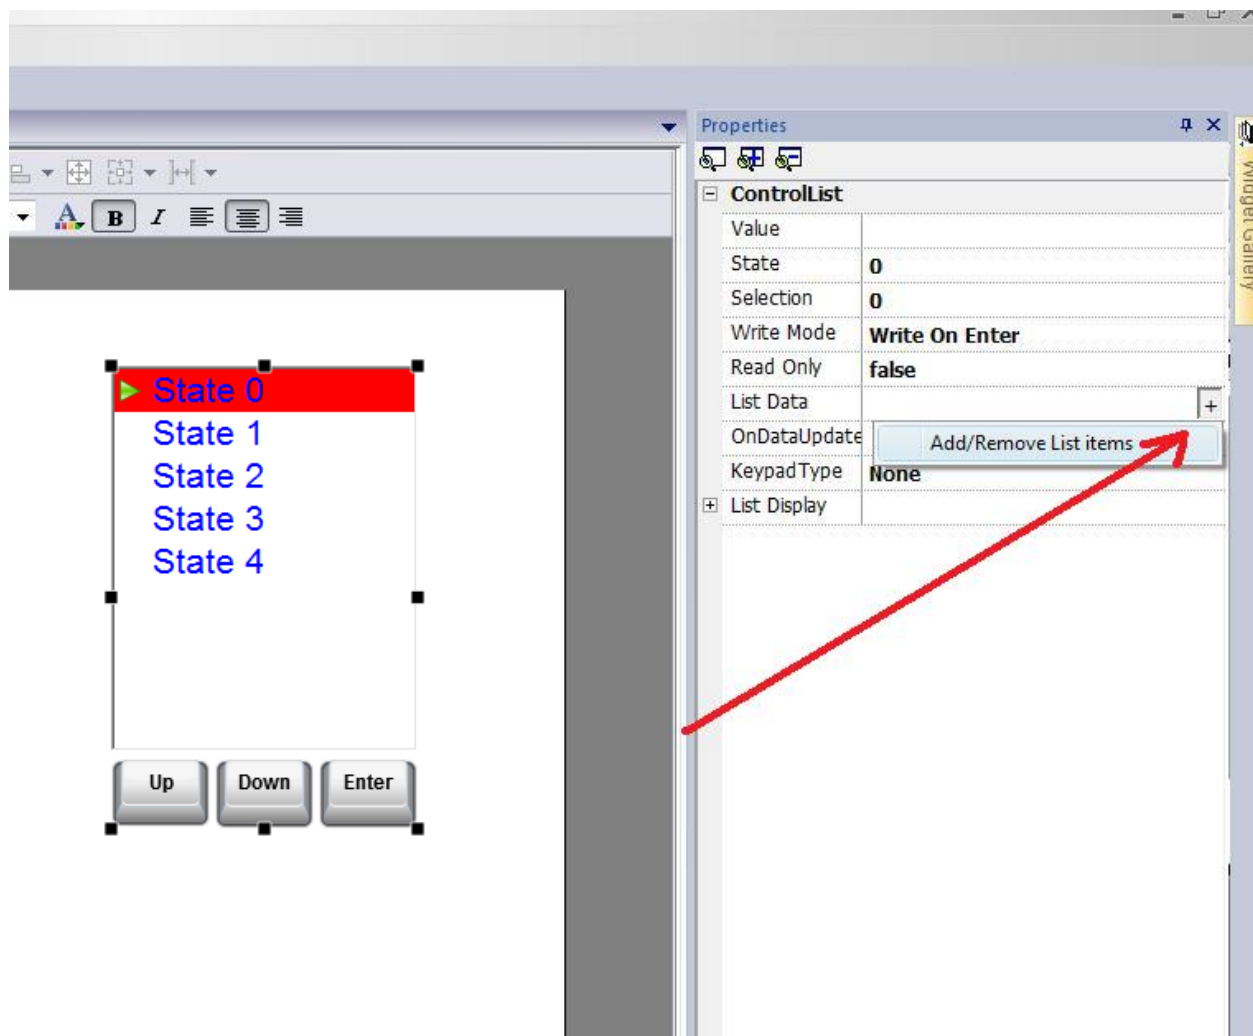 Properties
Widget Gallery
A B I
ControlList
Value
State 0
Selection 0
Write Mode Write On Enter
Read Only false
List Data +
OnDataUpdate
Add/Remove List items
KeypadType None
List Display
State 0
State 1
State 2
State 3
State 4
Up Down Enter